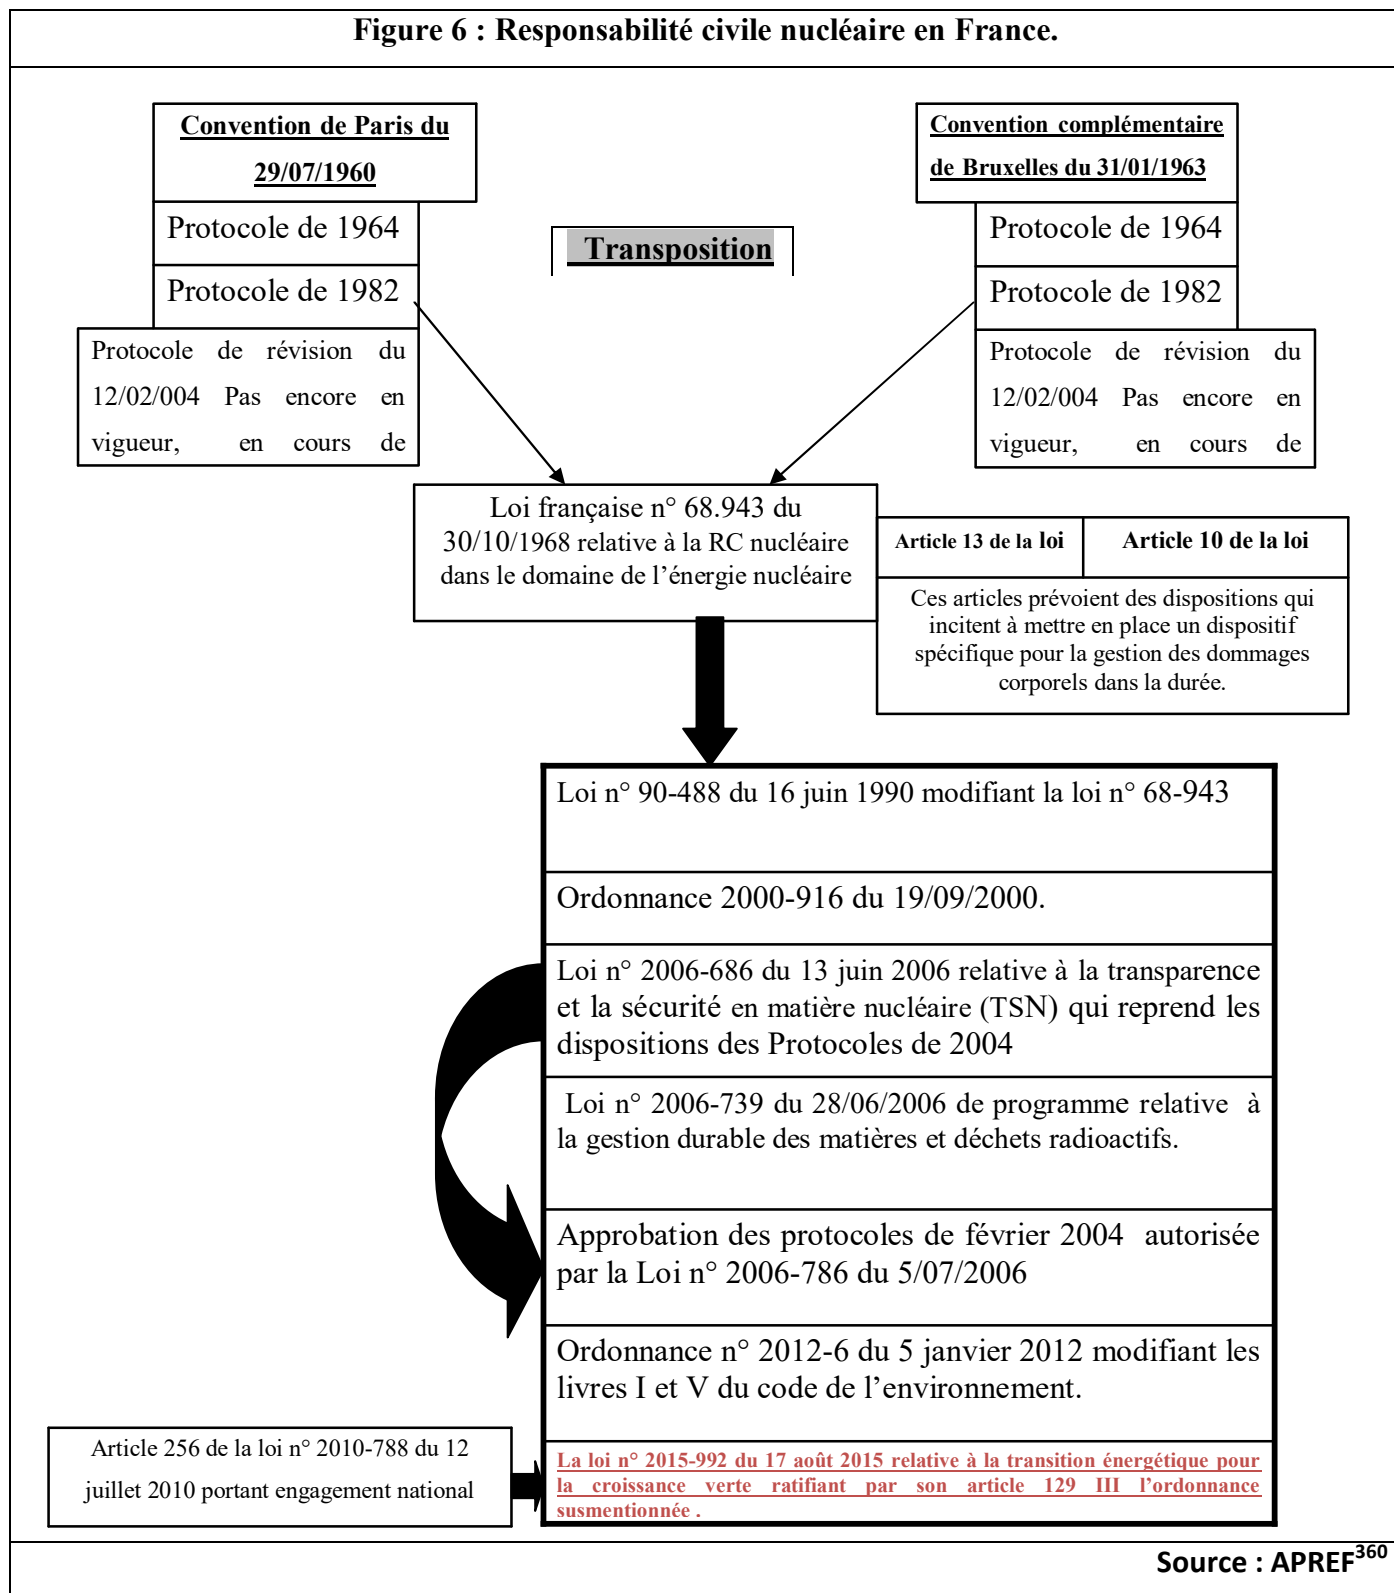 Figure 6 : Responsabilité civile nucléaire en France.
Convention de Paris du
29/07/1960
Protocole de 1964
Protocole de 1982
Protocole de révision du
12/02/004 Pas encore en
vigueur, en cours de
Transposition
Convention complémentaire
de Bruxelles du 31/01/1963
Protocole de 1964
Protocole de 1982
Protocole de révision du
12/02/004 Pas encore en
vigueur, en cours de
Loi française n° 68.943 du
30/10/1968 relative à la RC nucléaire
dans le domaine de l’énergie nucléaire
Article 13 de la loi
Article 10 de la loi
Ces articles prévoient des dispositions qui
incitent à mettre en place un dispositif
spécifique pour la gestion des dommages
corporels dans la durée.
Loi n° 90-488 du 16 juin 1990 modifiant la loi n° 68-943
Ordonnance 2000-916 du 19/09/2000.
Loi n° 2006-686 du 13 juin 2006 relative à la transparence
et la sécurité en matière nucléaire (TSN) qui reprend les
dispositions des Protocoles de 2004
Loi n° 2006-739 du 28/06/2006 de programme relative à
la gestion durable des matières et déchets radioactifs.
Approbation des protocoles de février 2004 autorisée
par la Loi n° 2006-786 du 5/07/2006
Ordonnance n° 2012-6 du 5 janvier 2012 modifiant les
livres I et V du code de l’environnement.
Article 256 de la loi n° 2010-788 du 12
juillet 2010 portant engagement national
La loi n° 2015-992 du 17 août 2015 relative à la transition énergétique pour
la croissance verte ratifiant par son article 129 III l’ordonnance
susmentionnée .
Source : APREF360